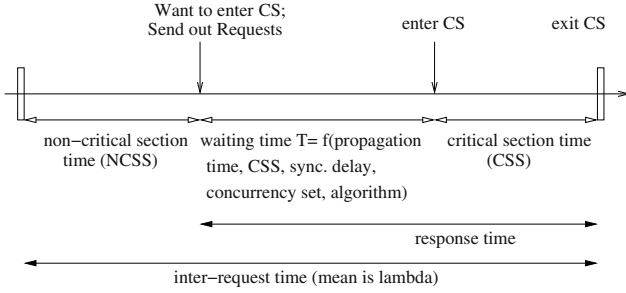 Want to enter CS;
Send out Requests
enter CS
exit CS
non−critical section
time (NCSS)
waiting time T= f(propagation
time, CSS, sync. delay,
concurrency set, algorithm)
critical section time
(CSS)
response time
inter−request time (mean is lambda)